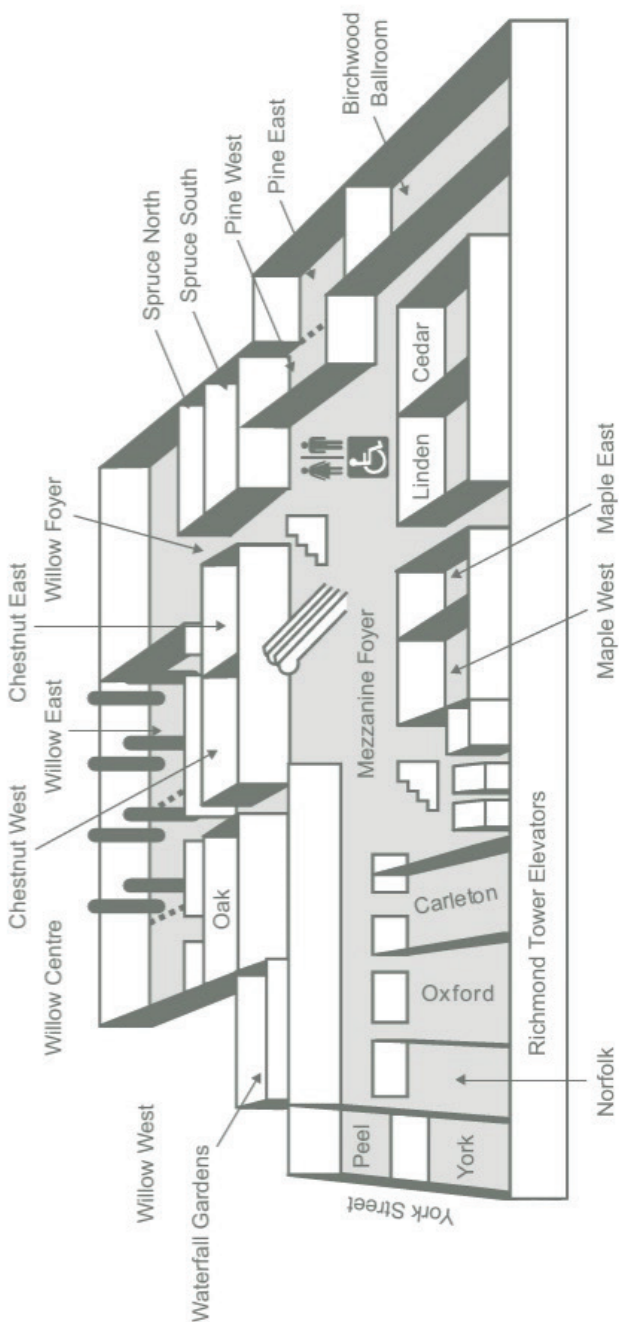 Willow West
Willow Centre
Chestnut West
Willow East
Chestnut East
Willow Foyer
Spruce North
Spruce South
Pine West
Pine East
Birchwood
Ballroom
Waterfall Gardens
Oak
Mezzanine Foyer
Linden
Cedar
Peel
York
York Street
Oxford
Carleton
Norfolk
Richmond Tower Elevators
Maple West
Maple East